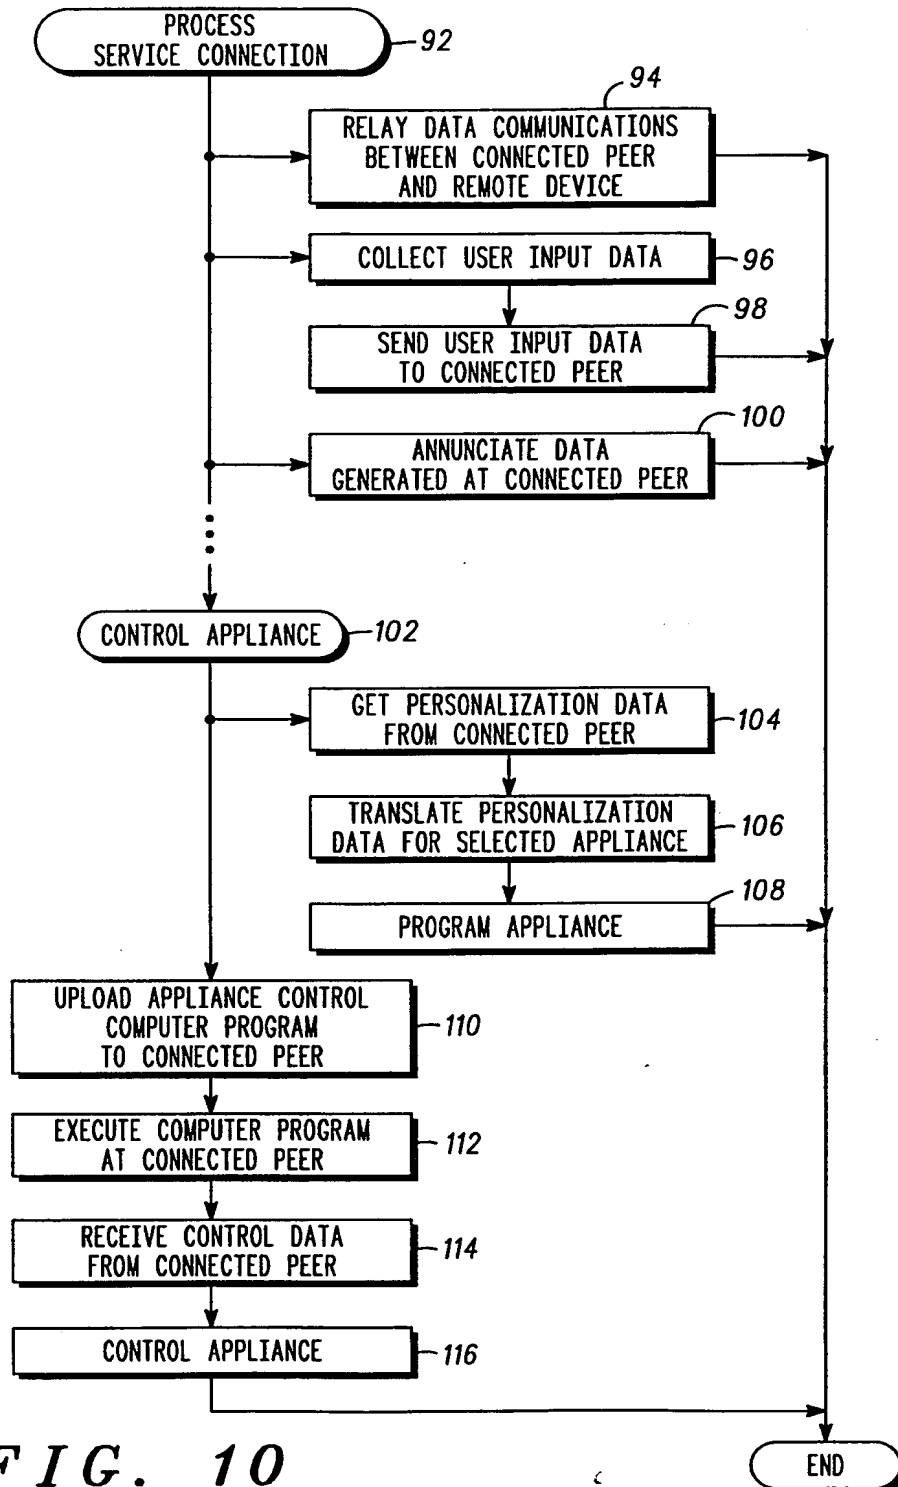 PROCESS
SERVICE CONNECTION
92
94
RELAY DATA COMMUNICATIONS
BETWEEN CONNECTED PEER
AND REMOTE DEVICE
COLLECT USER INPUT DATA
96
98
SEND USER INPUT DATA
TO CONNECTED PEER
100
ANNUNCIATE DATA
GENERATED AT CONNECTED PEER
CONTROL APPLIANCE
102
GET PERSONALIZATION DATA
FROM CONNECTED PEER
104
TRANSLATE PERSONALIZATION
DATA FOR SELECTED APPLIANCE
106
108
PROGRAM APPLIANCE
UPLOAD APPLIANCE CONTROL
COMPUTER PROGRAM
TO CONNECTED PEER
110
EXECUTE COMPUTER PROGRAM
AT CONNECTED PEER
112
RECEIVE CONTROL DATA
FROM CONNECTED PEER
114
CONTROL APPLIANCE
116
FIG. 10
END